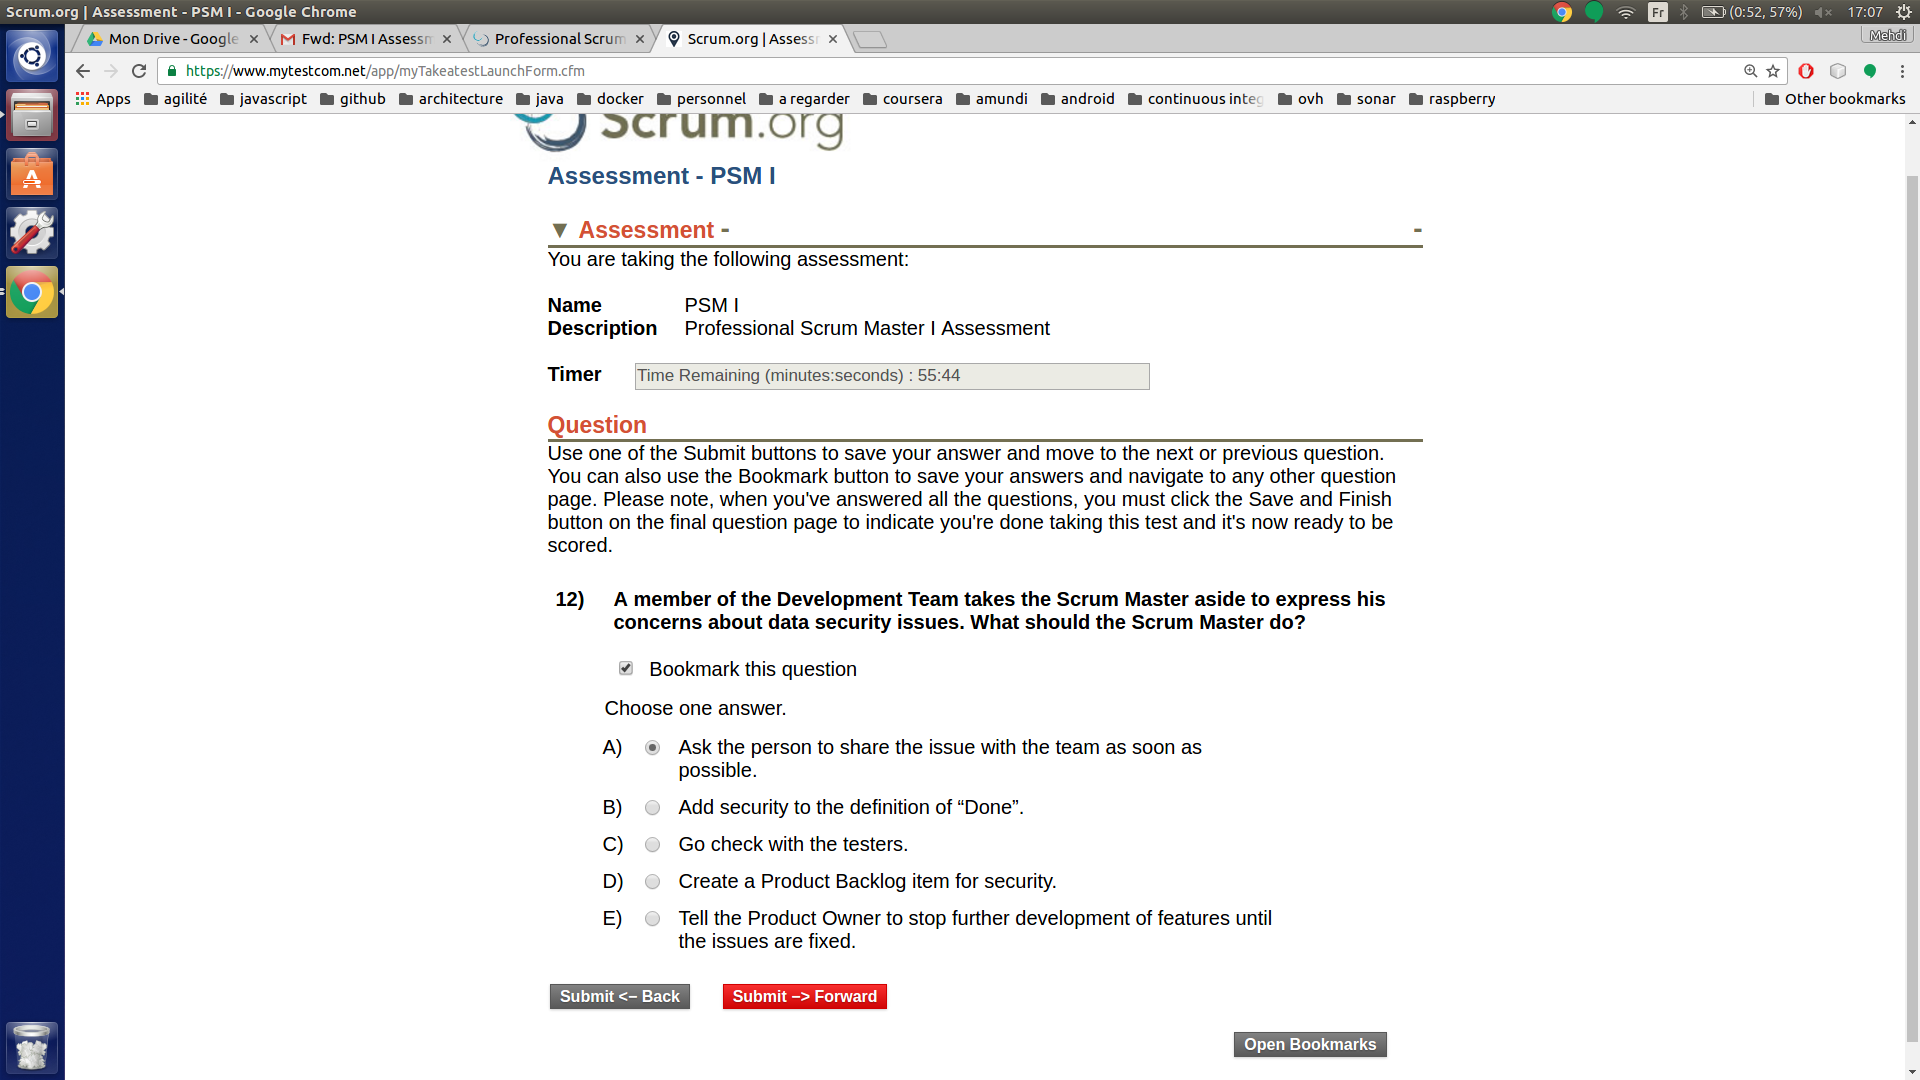 Scrum.org | Assessment - PSM I - Google Chrome
Fr
(0:52, 57%)
17:07
Mon Drive - Google
Fwd: PSM I Assessm
Professional Scrum
Scrum.org | Assess
Mehdi
https://www.mytestcom.net/app/myTakeatestLaunchForm.cfm
Apps
agilité
javascript
github
architecture
java
docker
personnel
a regarder
coursera
amundi
android
continuous integ
ovh
sonar
raspberry
Other bookmarks
Scrum.org
Assessment - PSM I
▼ Assessment - -
You are taking the following assessment:
Name PSM I
Description Professional Scrum Master I Assessment
Timer Time Remaining (minutes:seconds) : 55:44
Question
Use one of the Submit buttons to save your answer and move to the next or previous question.
You can also use the Bookmark button to save your answers and navigate to any other question
page. Please note, when you've answered all the questions, you must click the Save and Finish
button on the final question page to indicate you're done taking this test and it's now ready to be
scored.
12) A member of the Development Team takes the Scrum Master aside to express his
concerns about data security issues. What should the Scrum Master do?
Bookmark this question
Choose one answer.
A) Ask the person to share the issue with the team as soon as
possible.
B) Add security to the definition of “Done”.
C) Go check with the testers.
D) Create a Product Backlog item for security.
E) Tell the Product Owner to stop further development of features until
the issues are fixed.
Submit <– Back
Submit –> Forward
Open Bookmarks